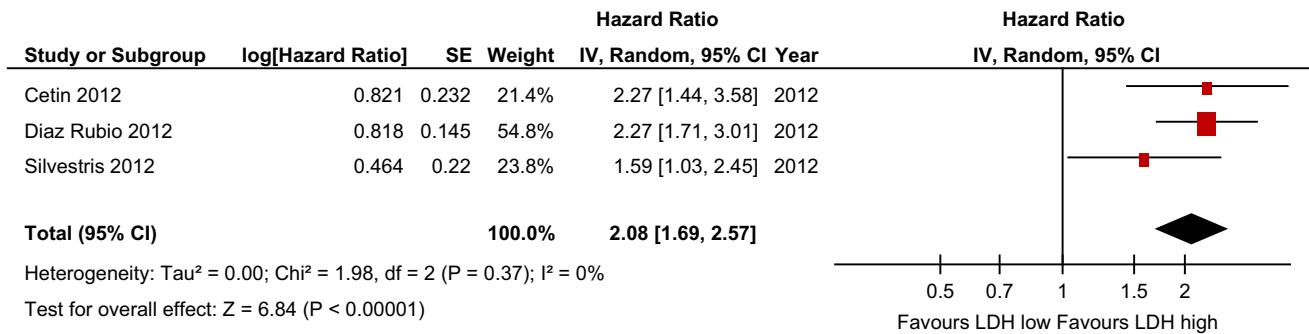 Hazard Ratio Hazard Ratio
Study or Subgroup log[Hazard Ratio] SE Weight IV, Random, 95% CI Year IV, Random, 95% CI
Cetin 2012 0.821 0.232 21.4% 2.27 [1.44, 3.58] 2012
Diaz Rubio 2012 0.818 0.145 54.8% 2.27 [1.71, 3.01] 2012
Silvestris 2012 0.464 0.22 23.8% 1.59 [1.03, 2.45] 2012
Total (95% CI) 100.0% 2.08 [1.69, 2.57]
Heterogeneity: Tau² = 0.00; Chi² = 1.98, df = 2 (P = 0.37); I² = 0%
Test for overall effect: Z = 6.84 (P < 0.00001)
0.5 0.7 1 1.5 2
Favours LDH low Favours LDH high